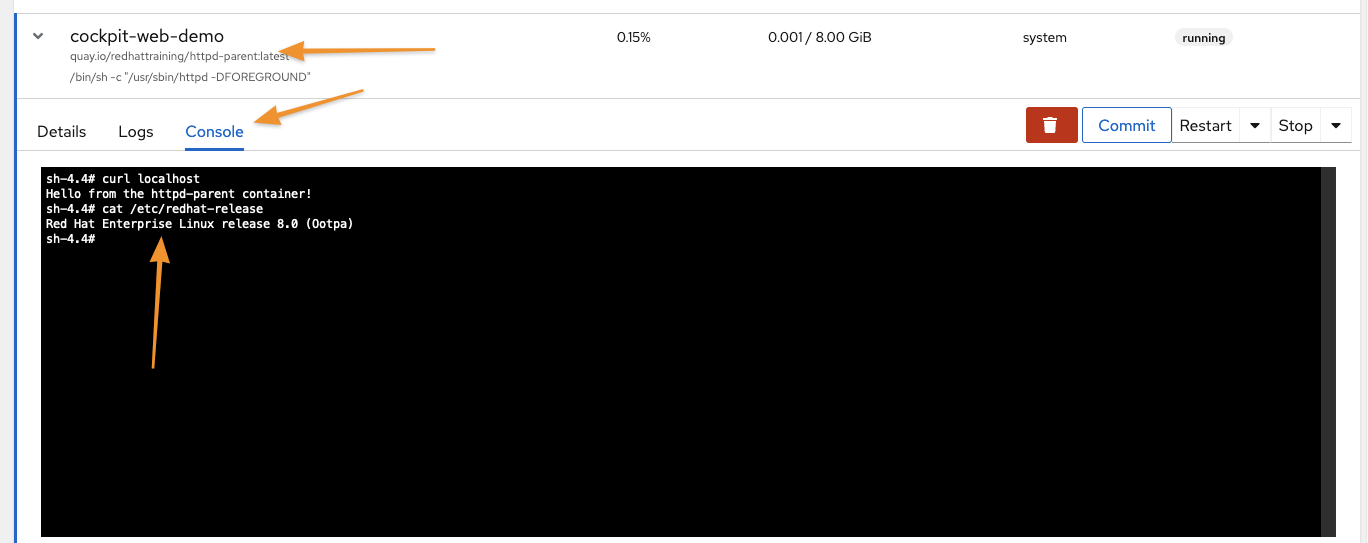 cockpit-web-demo 0.15% 0.001 / 8.00 GiB system running
quay.io/redhattraining/httpd-parent:latest
/bin/sh -c "/usr/sbin/httpd -DFOREGROUND"
Details Logs Console Commit Restart Stop
sh-4.4# curl localhost
Hello from the httpd-parent container!
sh-4.4# cat /etc/redhat-release
Red Hat Enterprise Linux release 8.0 (Ootpa)
sh-4.4#